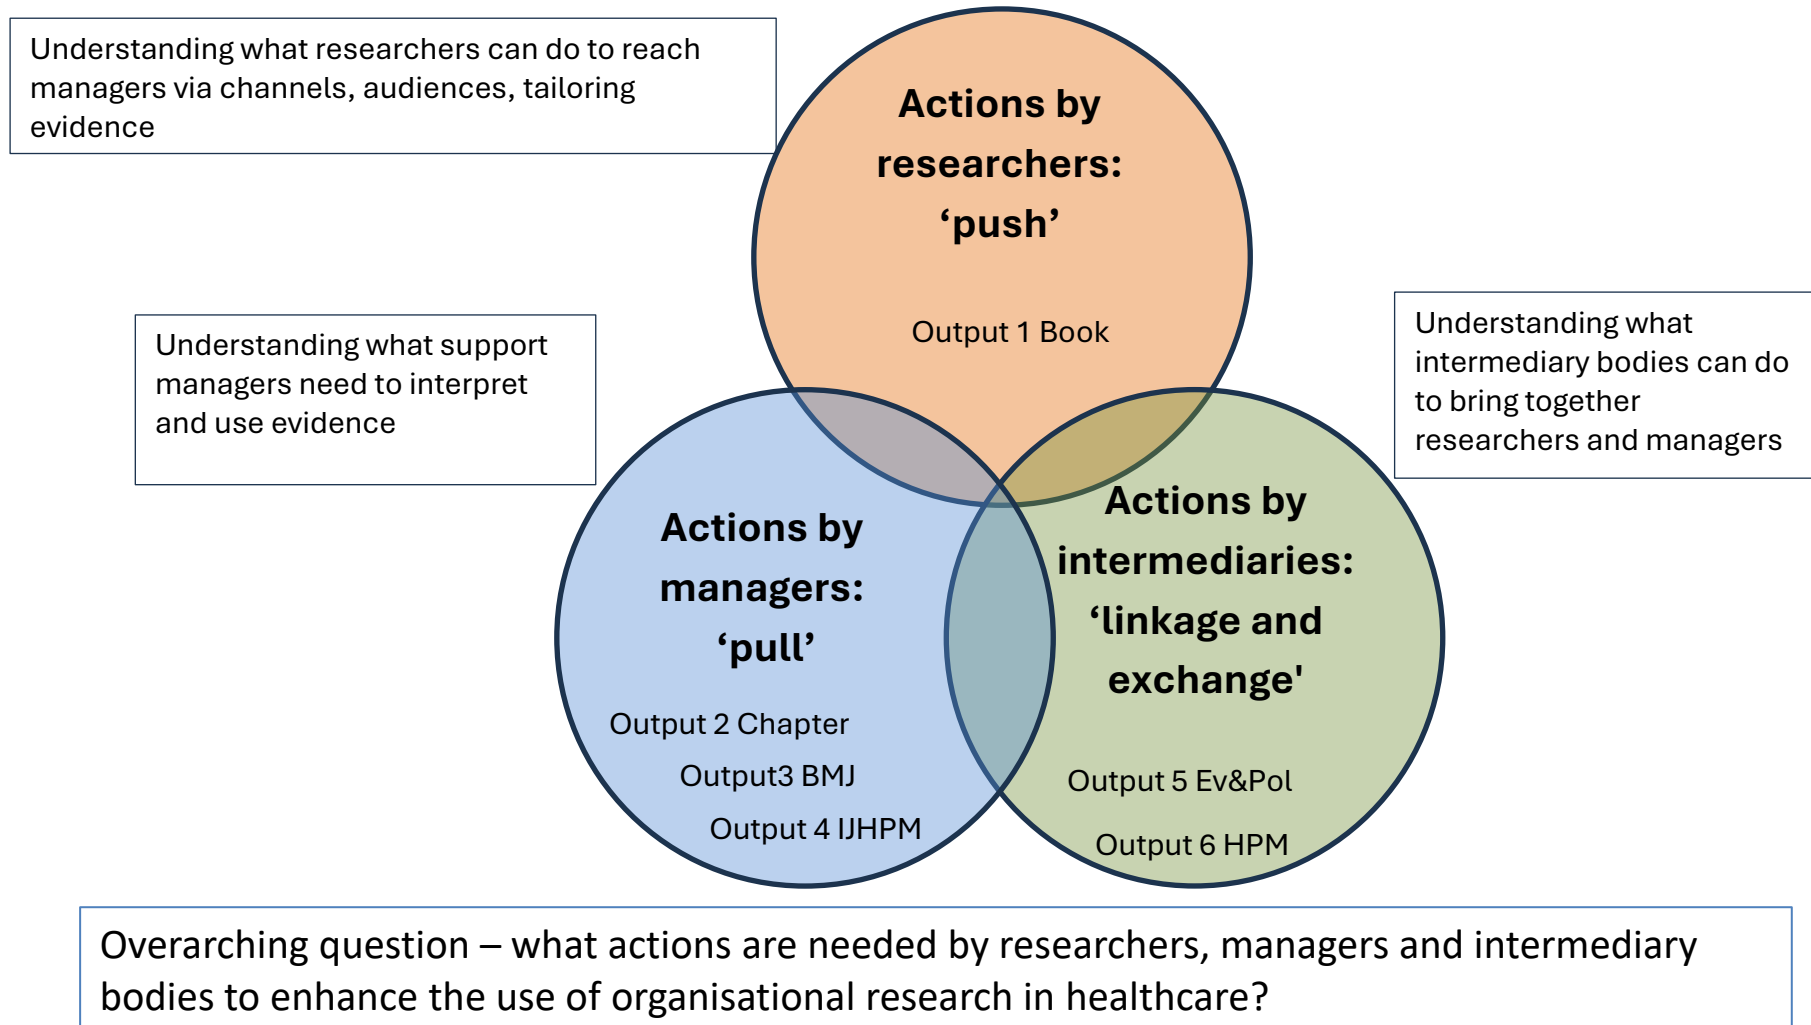 Understanding what researchers can do to reach
managers via channels, audiences, tailoring
evidence
Actions by
researchers:
‘push’
Output 1 Book
Understanding what support
managers need to interpret
and use evidence
Understanding what
intermediary bodies can do
to bring together
researchers and managers
Actions by
managers:
‘pull’
Output 2 Chapter
Output3 BMJ
Output 4 IJHPM
Actions by
intermediaries:
‘linkage and
exchange'
Output 5 Ev&Pol
Output 6 HPM
Overarching question – what actions are needed by researchers, managers and intermediary
bodies to enhance the use of organisational research in healthcare?